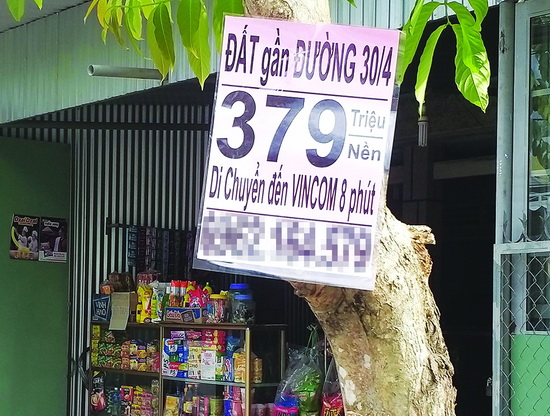 ĐẤT gần ĐƯỜNG 30/4
379 Triệu
Nền
Di Chuyển đến VINCOM 8 phút